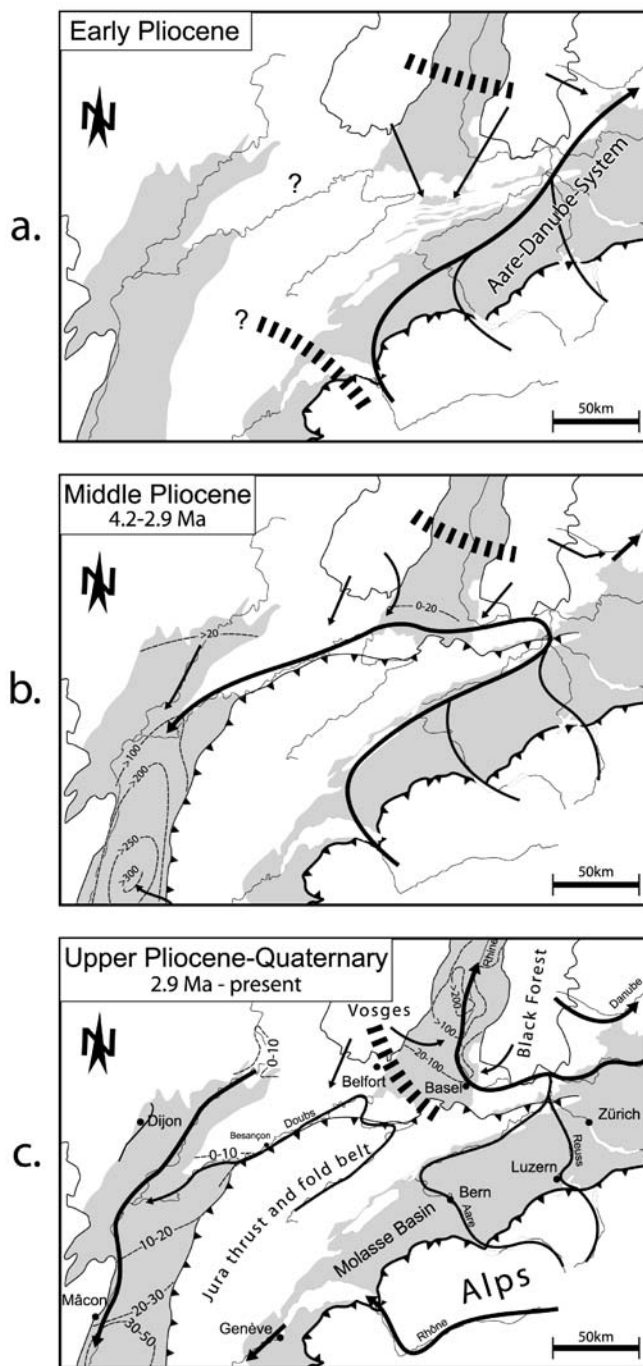 Early Pliocene
N
a.
?
?
Aare-Danube-System
50km
Middle Pliocene
4.2-2.9 Ma
N
b.
0-20
>20
>100
>200
>250
>300
50km
Upper Pliocene-Quaternary
2.9 Ma - present
N
c.
Rhine
Danube
Black Forest
Vosges
>200
>100
20-100
0-10
Belfort
Basel
Dijon
Doubs
Zürich
Besançon
0-10
Reuss
Luzern
Bern
Aare
Jura thrust and fold belt
Molasse Basin
10-20
Alps
Mâcon
20-30
30-50
Genève
Rhône
50km